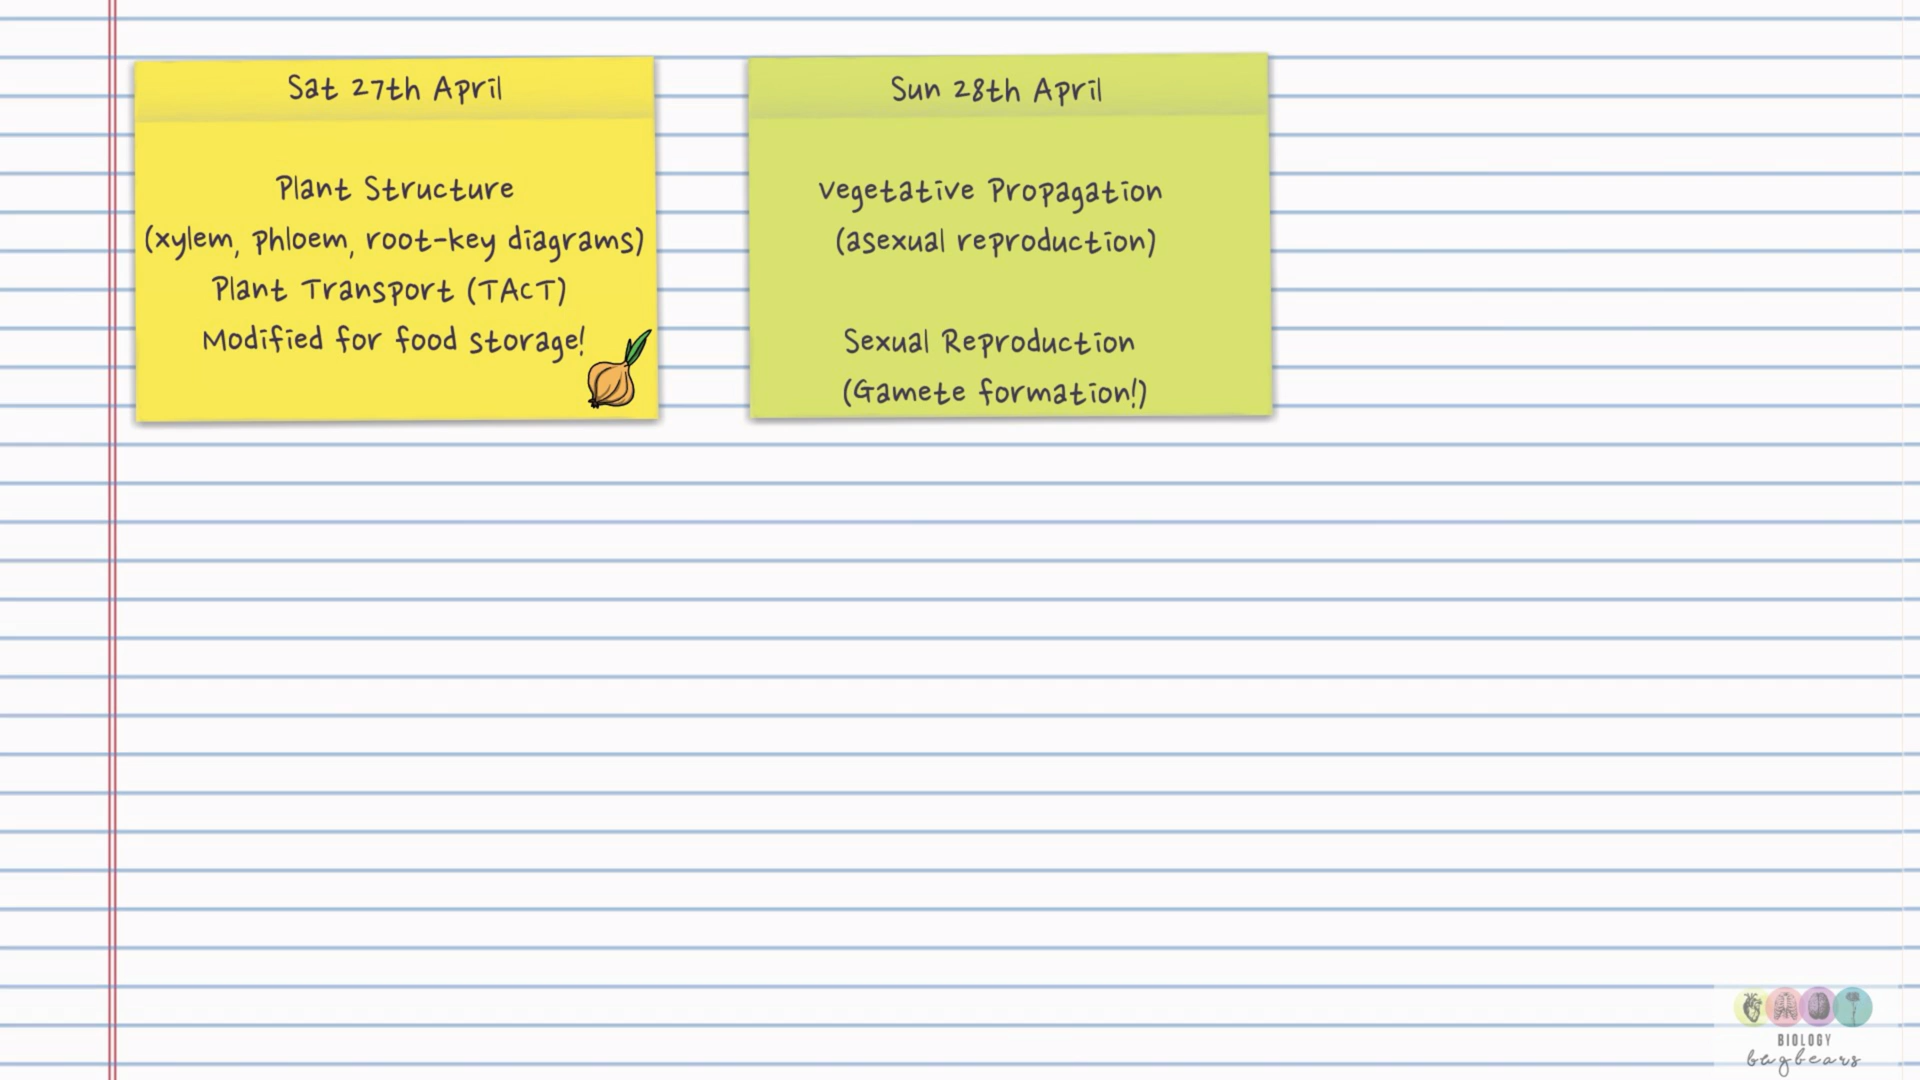 Sat 27th April
Plant Structure
(xylem, phloem, root-key diagrams)
Plant Transport (TACT)
Modified for food storage!
Sun 28th April
Vegetative Propagation
(asexual reproduction)
Sexual Reproduction
(Gamete formation!)
BIOLOGY
bugbears